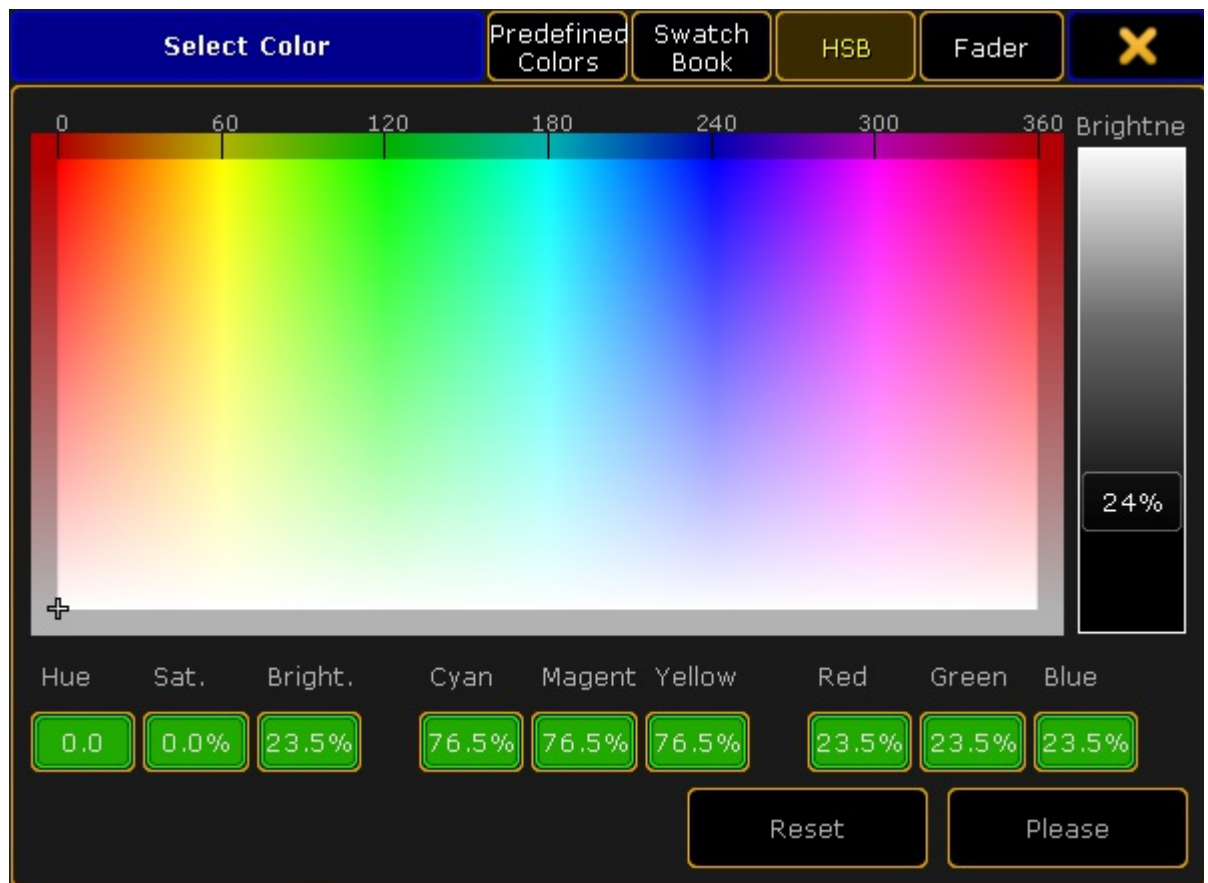 Select Color
Predefined
Colors
Swatch
Book
HSB
Fader
0 60 120 180 240 300 360 Brightne
24%
Hue Sat. Bright. Cyan Magent Yellow Red Green Blue
0.0 0.0% 23.5% 76.5% 76.5% 76.5% 23.5% 23.5% 23.5%
Reset Please